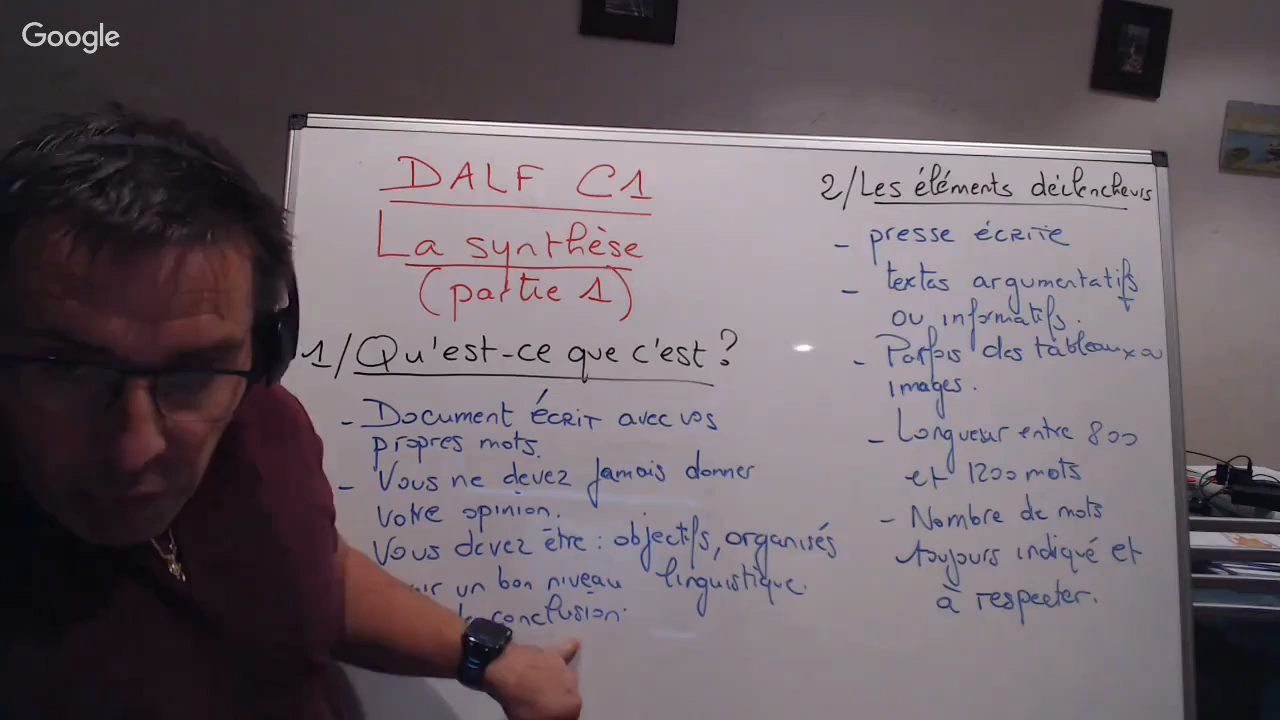 Google
DALF C1
La synthèse
(partie 1)
1/ Qu'est-ce que c'est ?
- Document écrit avec vos
propres mots.
- Vous ne devez jamais donner
votre opinion.
Vous devez être : objectifs, organisés
un bon niveau linguistique.
conclusion.
2/ Les éléments déclencheurs
- presse écrite
- textes argumentatifs
ou informatifs.
- Parfois des tableaux ou
images.
- Longueur entre 800
et 1200 mots
- Nombre de mots
toujours indiqué et
à respecter.